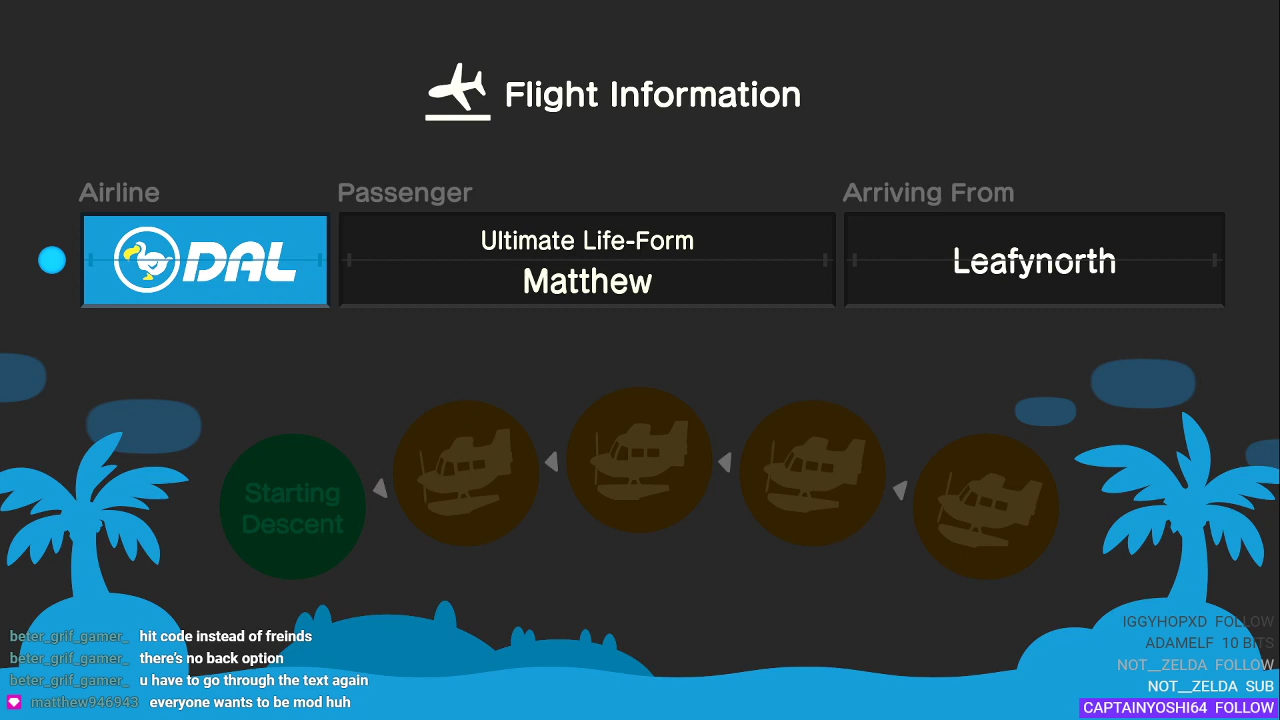 Flight Information
Airline
Passenger
Arriving From
DAL
Ultimate Life-Form
Matthew
Leafynorth
Starting
Descent
beter_grif_gamer_ hit code instead of freinds
beter_grif_gamer_ there's no back option
beter_grif_gamer_ u have to go through the text again
matthew946943 everyone wants to be mod huh
IGGYHOPXD FOLLOW
ADAMELF 10 BITS
NOT__ZELDA FOLLOW
NOT__ZELDA SUB
CAPTAINYOSHI64 FOLLOW